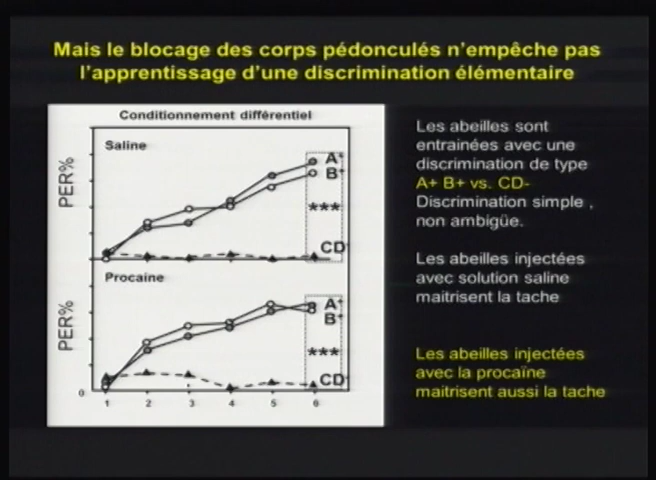 Mais le blocage des corps pédonculés n'empêche pas
l'apprentissage d'une discrimination élémentaire
Conditionnement différentiel
Saline
PER%
A+
B+
***
CD-
Procaine
PER%
A+
B+
***
CD-
0
1 2 3 4 5 6
Les abeilles sont
entrainées avec une
discrimination de type
A+ B+ vs. CD-
Discrimination simple ,
non ambigüe.
Les abeilles injectées
avec solution saline
maitrisent la tache
Les abeilles injectées
avec la procaïne
maitrisent aussi la tache